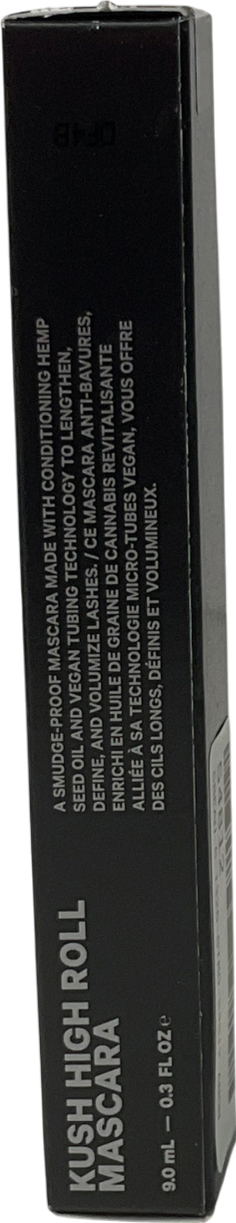 KUSH HIGH ROLL
MASCARA
9.0 mL — 0.3 FL OZ ℮
A SMUDGE-PROOF MASCARA MADE WITH CONDITIONING HEMP
SEED OIL AND VEGAN TUBING TECHNOLOGY TO LENGTHEN,
DEFINE, AND VOLUMIZE LASHES. / CE MASCARA ANTI-BAVURES,
ENRICHI EN HUILE DE GRAINE DE CANNABIS REVITALISANTE
ALLIÉE À SA TECHNOLOGIE MICRO-TUBES VEGAN, VOUS OFFRE
DES CILS LONGS, DÉFINIS ET VOLUMINEUX.